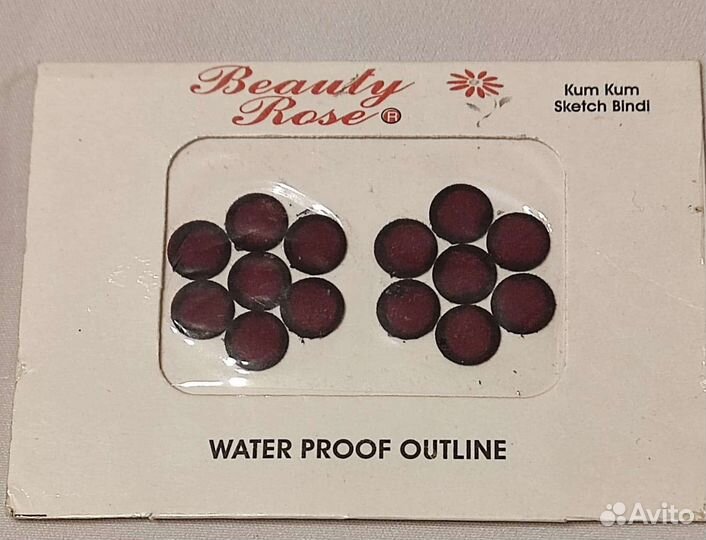 Beauty
Rose®
Kum Kum
Sketch Bindi
WATER PROOF OUTLINE
Avito